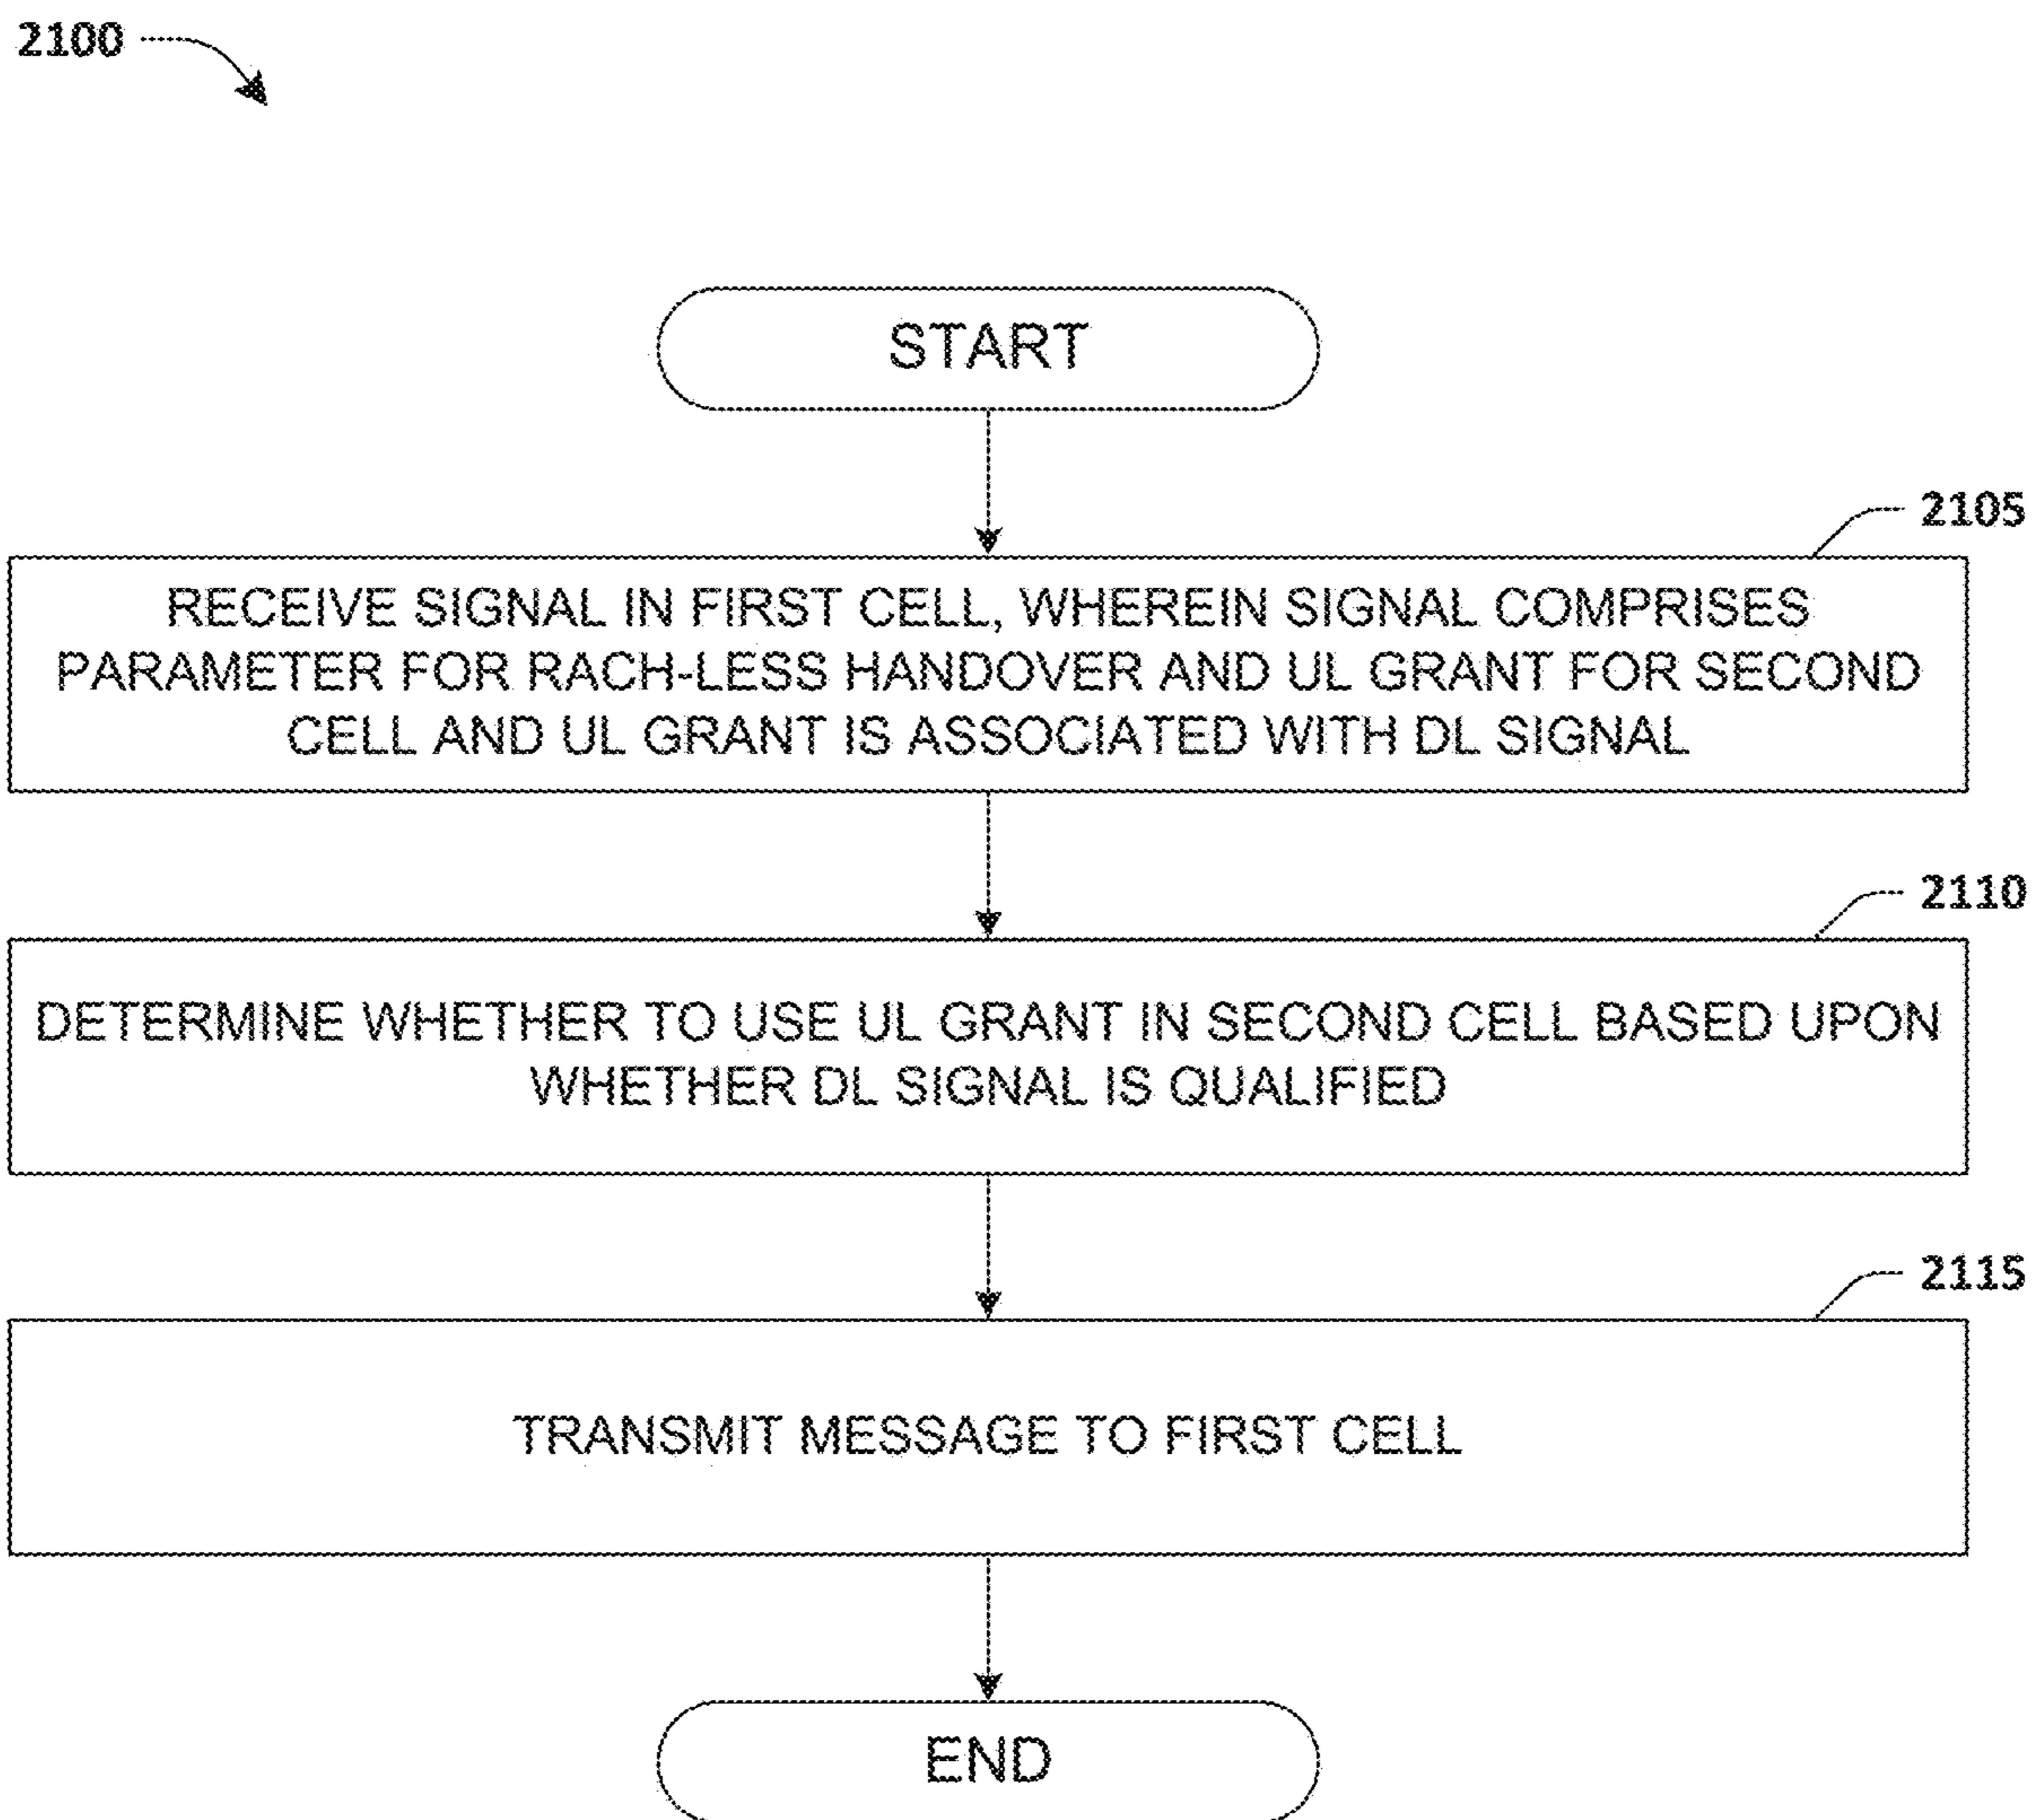 2100
START
2105
RECEIVE SIGNAL IN FIRST CELL, WHEREIN SIGNAL COMPRISES
PARAMETER FOR RACH-LESS HANDOVER AND UL GRANT FOR SECOND
CELL AND UL GRANT IS ASSOCIATED WITH DL SIGNAL
2110
DETERMINE WHETHER TO USE UL GRANT IN SECOND CELL BASED UPON
WHETHER DL SIGNAL IS QUALIFIED
2115
TRANSMIT MESSAGE TO FIRST CELL
END